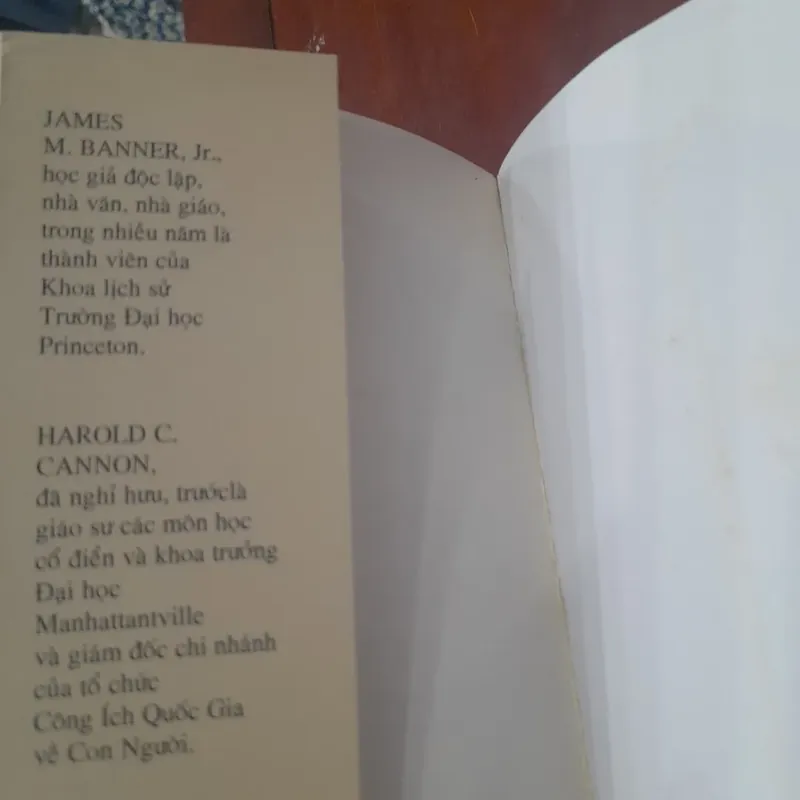 JAMES
M. BANNER, Jr.,
học giả độc lập,
nhà văn, nhà giáo,
trong nhiều năm là
thành viên của
Khoa lịch sử
Trường Đại học
Princeton.
HAROLD C.
CANNON,
đã nghỉ hưu, trướclà
giáo sư các môn học
cổ điển và khoa trưởng
Đại học
Manhattantville
và giám đốc chi nhánh
của tổ chức
Công Ích Quốc Gia
về Con Người.